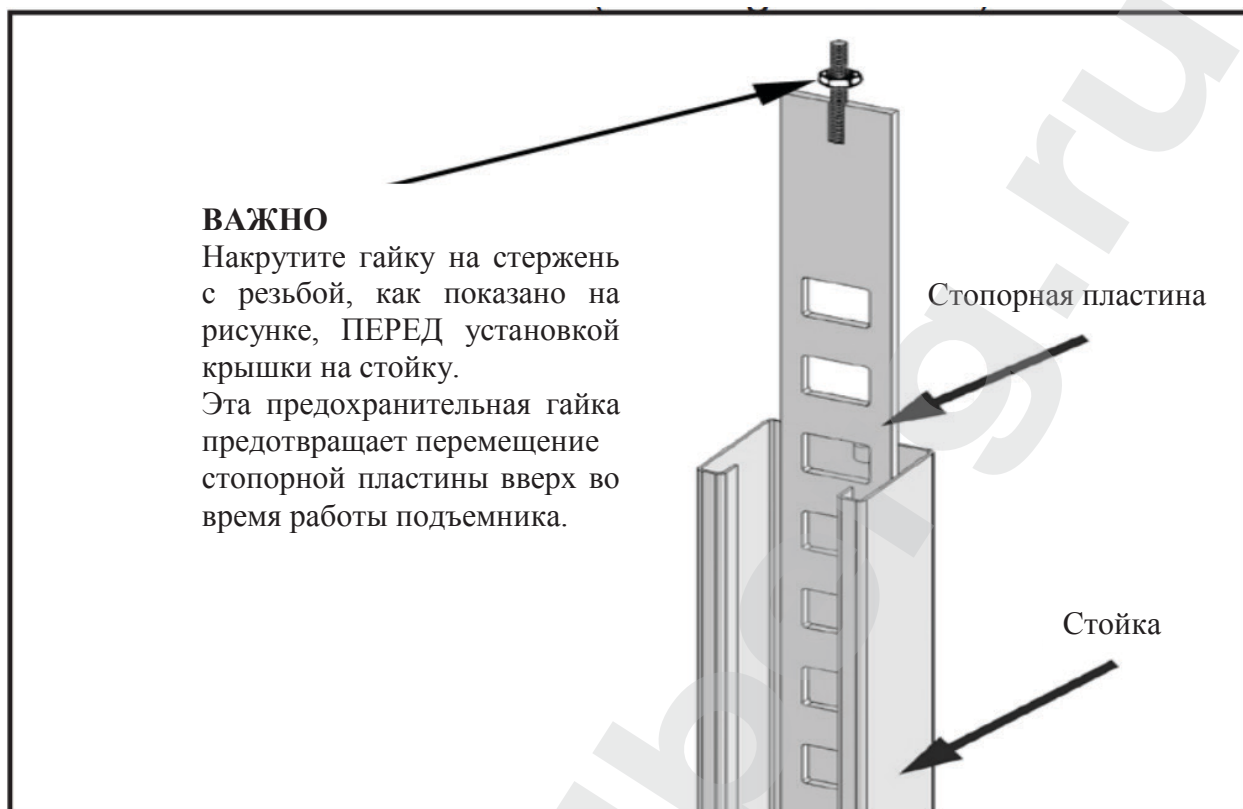 ВАЖНО
Накрутите гайку на стержень
с резьбой, как показано на
рисунке, ПЕРЕД установкой
крышки на стойку.
Эта предохранительная гайка
предотвращает перемещение
стопорной пластины вверх во
время работы подъемника.
Стопорная пластина
Стойка